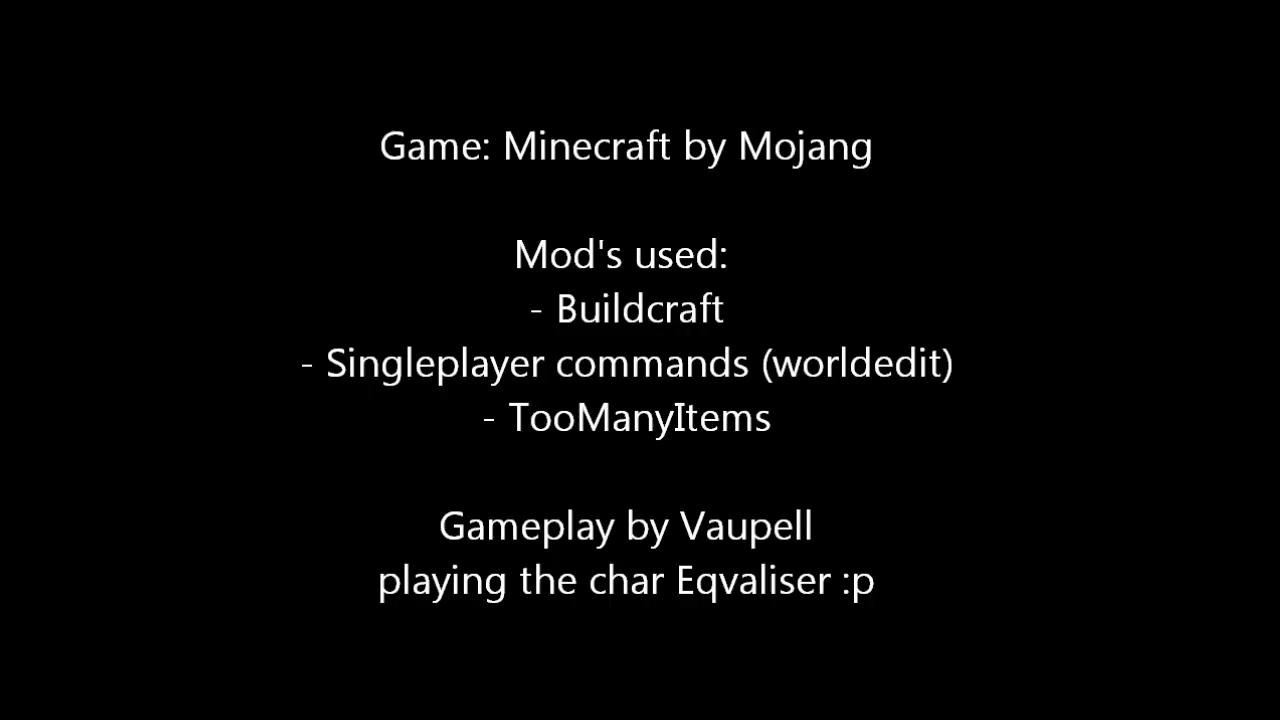 Game: Minecraft by Mojang
Mod's used:
- Buildcraft
- Singleplayer commands (worldedit)
- TooManyItems
Gameplay by Vaupell
playing the char Eqvaliser :p